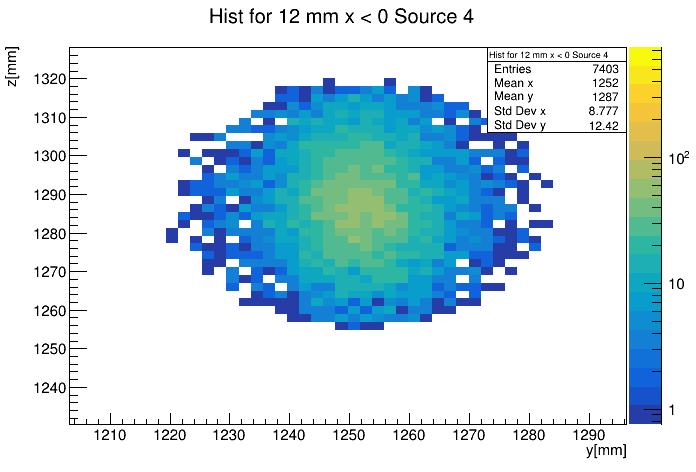 Hist for 12 mm x < 0 Source 4
z[mm]
Hist for 12 mm x < 0 Source 4
Entries 7403
Mean x 1252
Mean y 1287
Std Dev x 8.777
Std Dev y 12.42
1320
1310
1300
1290
1280
1270
1260
1250
1240
10²
10
1
1210 1220 1230 1240 1250 1260 1270 1280 1290
y[mm]